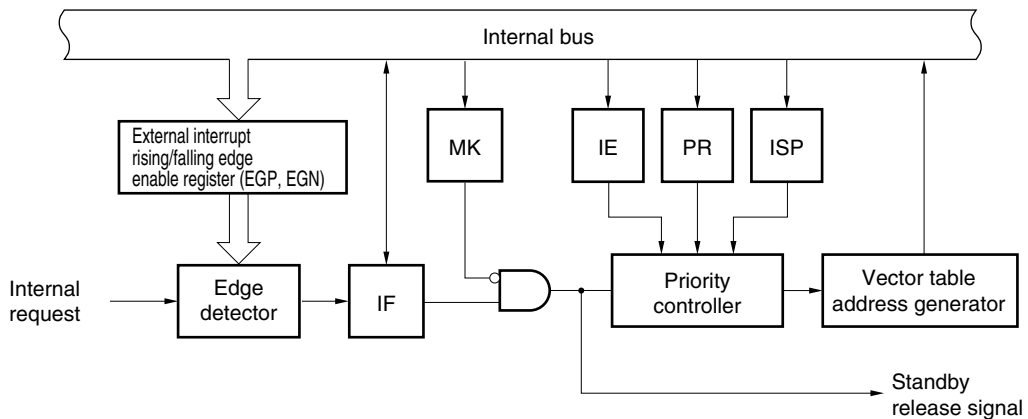 Internal bus
External interrupt
rising/falling edge
enable register (EGP, EGN)
MK
IE
PR
ISP
Internal
request
Edge
detector
IF
Priority
controller
Vector table
address generator
Standby
release signal